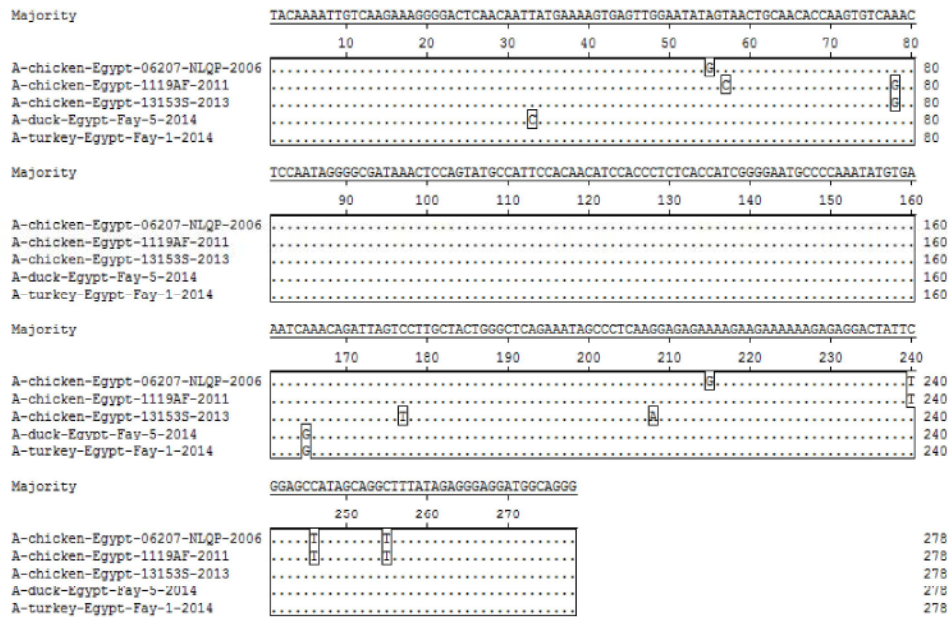 Majority TACAAAATTGTCAAGAAAGGGGACTCAACAATTATGAAAAGTGAGTTGGAATATAGTAACTGCAACACCAAGTGTCAAAC
10 20 30 40 50 60 70 80
A-chicken-Egypt-06207-NLQP-2006 ......................................................G......................... 80
A-chicken-Egypt-1119AF-2011 ........................................................C....................G.. 80
A-chicken-Egypt-13153S-2013 .............................................................................G.. 80
A-duck-Egypt-Fay-5-2014 ................................C............................................... 80
A-turkey-Egypt-Fay-1-2014 ................................................................................ 80
Majority TCCAATAGGGGCGATAAACTCCAGTATGCCATTCCACAACATCCACCCTCTCACCATCGGGGAATGCCCCAAATATGTGA
90 100 110 120 130 140 150 160
A-chicken-Egypt-06207-NLQP-2006 ................................................................................ 160
A-chicken-Egypt-1119AF-2011 ................................................................................ 160
A-chicken-Egypt-13153S-2013 ................................................................................ 160
A-duck-Egypt-Fay-5-2014 ................................................................................ 160
A-turkey-Egypt-Fay-1-2014 ................................................................................ 160
Majority AATCAAACAGATTAGTCCTTGCTACTGGGCTCAGAAATAGCCCTCAAGGAGAGAAAAGAAGAAAAAAGAGAGGACTATTC
170 180 190 200 210 220 230 240
A-chicken-Egypt-06207-NLQP-2006 ......................................................G........................T 240
A-chicken-Egypt-1119AF-2011 ...............................................................................T 240
A-chicken-Egypt-13153S-2013 ................T..............................A................................ 240
A-duck-Egypt-Fay-5-2014 ....G........................................................................... 240
A-turkey-Egypt-Fay-1-2014 ....G........................................................................... 240
Majority GGAGCCATAGCAGGCTTTATAGAGGGAGGATGGCAGGG
250 260 270
A-chicken-Egypt-06207-NLQP-2006 .....T........T....................... 278
A-chicken-Egypt-1119AF-2011 .....T........T....................... 278
A-chicken-Egypt-13153S-2013 ...................................... 278
A-duck-Egypt-Fay-5-2014 ...................................... 278
A-turkey-Egypt-Fay-1-2014 ...................................... 278